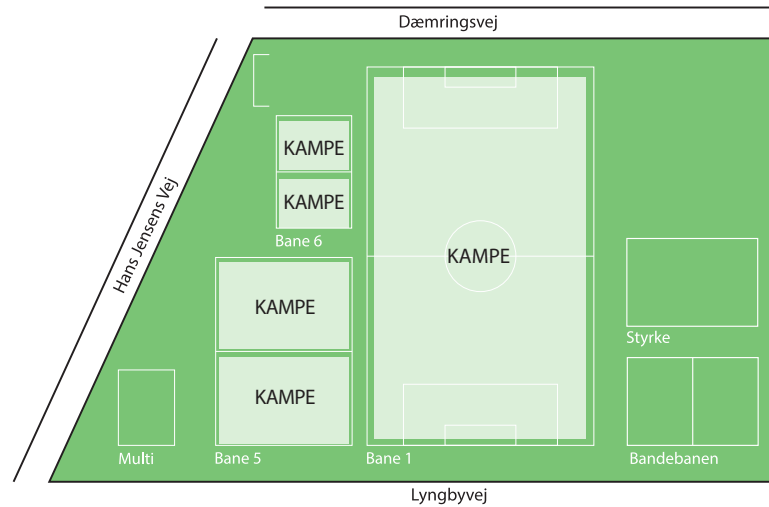 Dæmringsvej
Hans Jensens Vej
KAMPE
KAMPE
Bane 6
KAMPE
KAMPE
KAMPE
Styrke
Multi
Bane 5
Bane 1
Bandebanen
Lyngbyvej